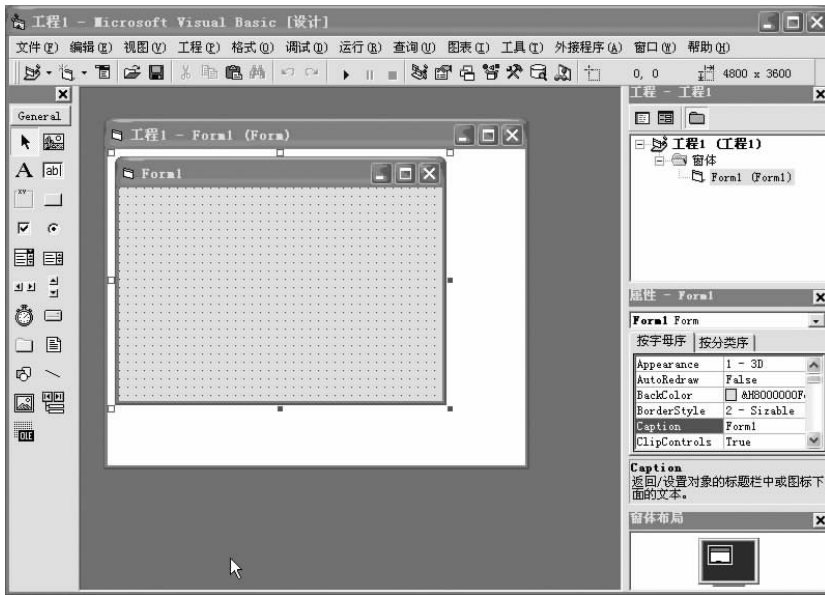 工程1 - Microsoft Visual Basic [设计]
文件(F) 编辑(E) 视图(V) 工程(P) 格式(O) 调试(D) 运行(R) 查询(U) 图表(I) 工具(T) 外接程序(A) 窗口(W) 帮助(H)
0, 0 4800 x 3600
General
A ab|
XY
OLE
工程1 - Form1 (Form)
Form1
工程 - 工程1
工程1 (工程1)
窗体
Form1 (Form1)
属性 - Form1
Form1 Form
按字母序 按分类序
Appearance 1 - 3D
AutoRedraw False
BackColor &H8000000F&
BorderStyle 2 - Sizable
Caption Form1
ClipControls True
Caption
返回/设置对象的标题栏中或图标下
面的文本。
窗体布局